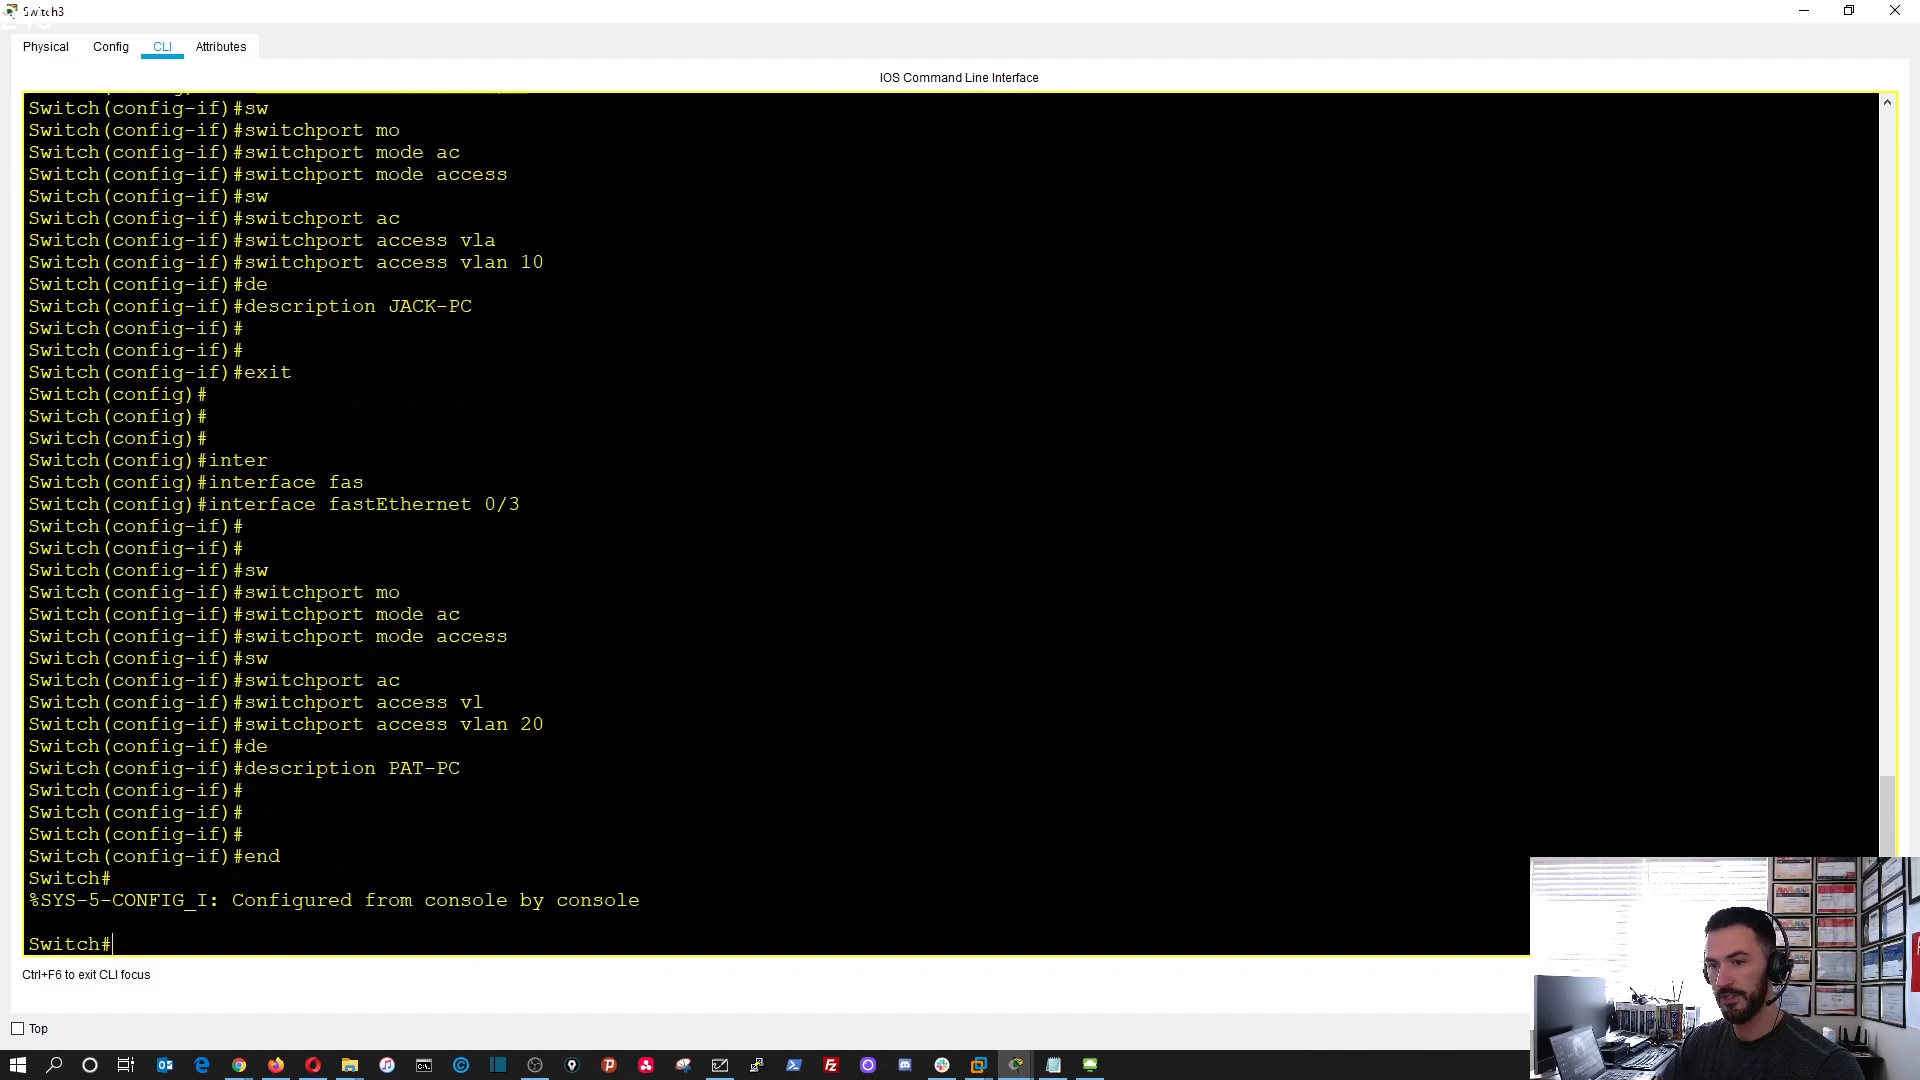 Switch3
Physical Config CLI Attributes
IOS Command Line Interface
Switch(config-if)#sw
Switch(config-if)#switchport mo
Switch(config-if)#switchport mode ac
Switch(config-if)#switchport mode access
Switch(config-if)#sw
Switch(config-if)#switchport ac
Switch(config-if)#switchport access vla
Switch(config-if)#switchport access vlan 10
Switch(config-if)#de
Switch(config-if)#description JACK-PC
Switch(config-if)#
Switch(config-if)#
Switch(config-if)#exit
Switch(config)#
Switch(config)#
Switch(config)#
Switch(config)#inter
Switch(config)#interface fas
Switch(config)#interface fastEthernet 0/3
Switch(config-if)#
Switch(config-if)#
Switch(config-if)#sw
Switch(config-if)#switchport mo
Switch(config-if)#switchport mode ac
Switch(config-if)#switchport mode access
Switch(config-if)#sw
Switch(config-if)#switchport ac
Switch(config-if)#switchport access vl
Switch(config-if)#switchport access vlan 20
Switch(config-if)#de
Switch(config-if)#description PAT-PC
Switch(config-if)#
Switch(config-if)#
Switch(config-if)#
Switch(config-if)#end
Switch#
%SYS-5-CONFIG_I: Configured from console by console
Switch#
Ctrl+F6 to exit CLI focus
Top